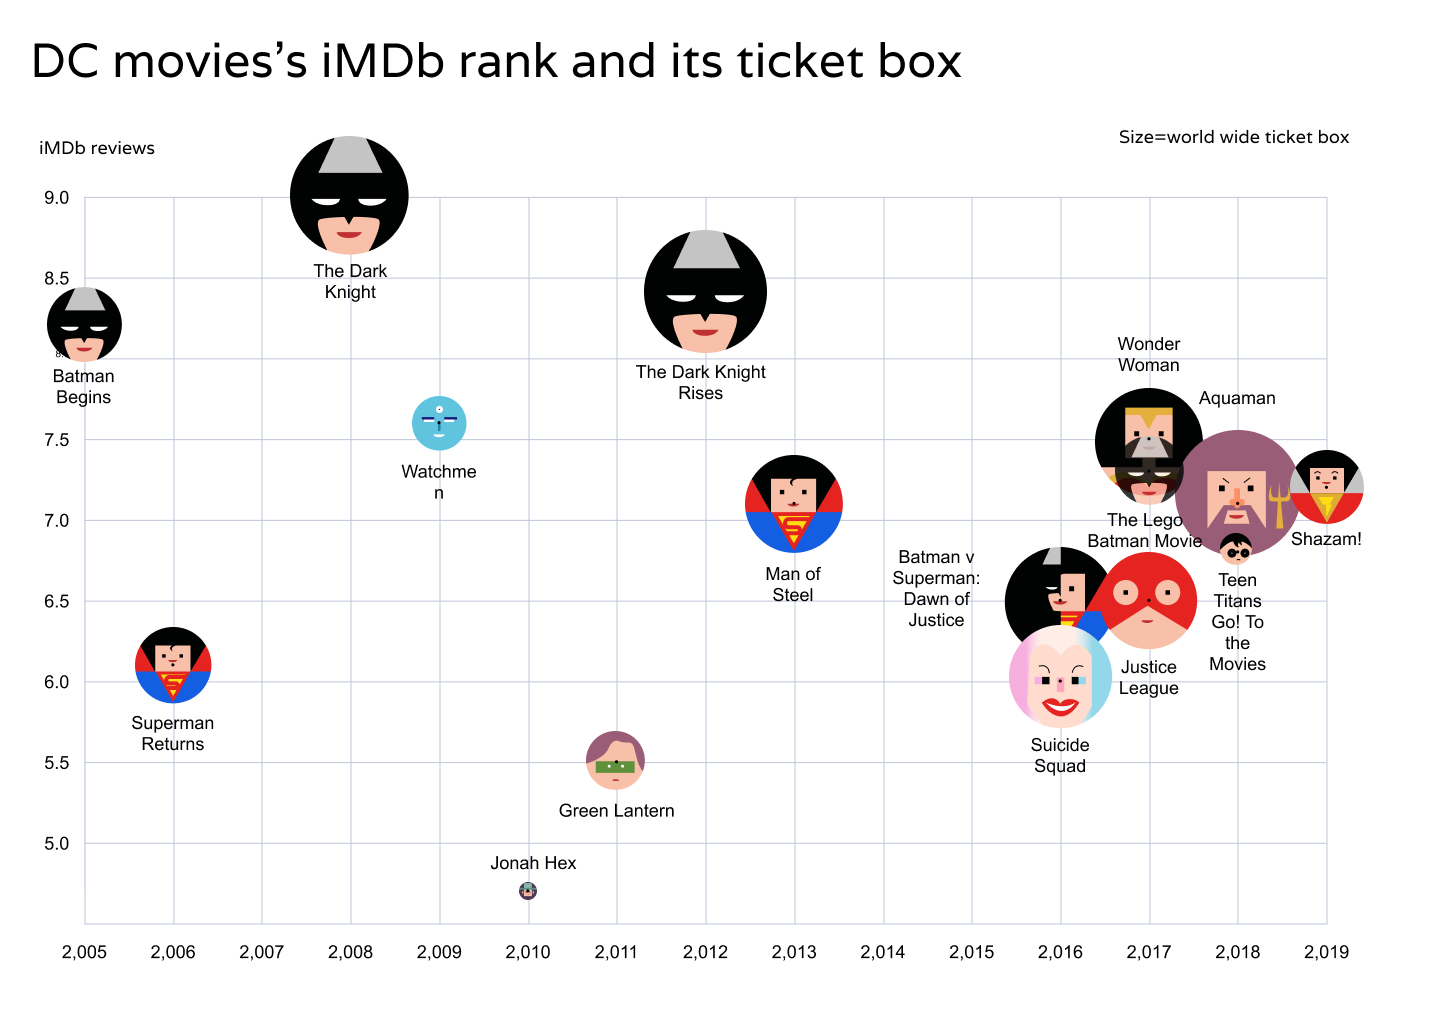 DC movies’s iMDb rank and its ticket box
iMDb reviews
Size=world wide ticket box
9.0
The Dark
Knight
8.5
Batman
Begins
The Dark Knight
Rises
Wonder
Woman
Aquaman
7.5
Watchme
n
7.0
The Lego
Batman Movie
Shazam!
Man of
Steel
Batman v
Superman:
Dawn of
Justice
Teen
Titans
Go! To
the
Movies
6.5
Justice
League
6.0
Superman
Returns
Suicide
Squad
5.5
Green Lantern
5.0
Jonah Hex
2,005 2,006 2,007 2,008 2,009 2,010 2,011 2,012 2,013 2,014 2,015 2,016 2,017 2,018 2,019